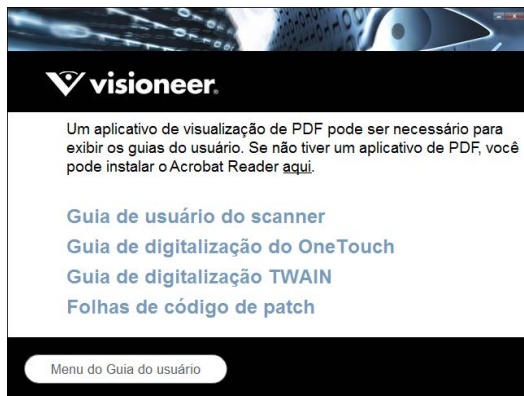 visioneer.
Um aplicativo de visualização de PDF pode ser necessário para
exibir os guias do usuário. Se não tiver um aplicativo de PDF, você
pode instalar o Acrobat Reader aqui.
Guia de usuário do scanner
Guia de digitalização do OneTouch
Guia de digitalização TWAIN
Folhas de código de patch
Menu do Guia do usuário